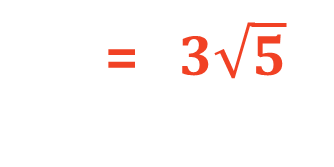 = 3√5